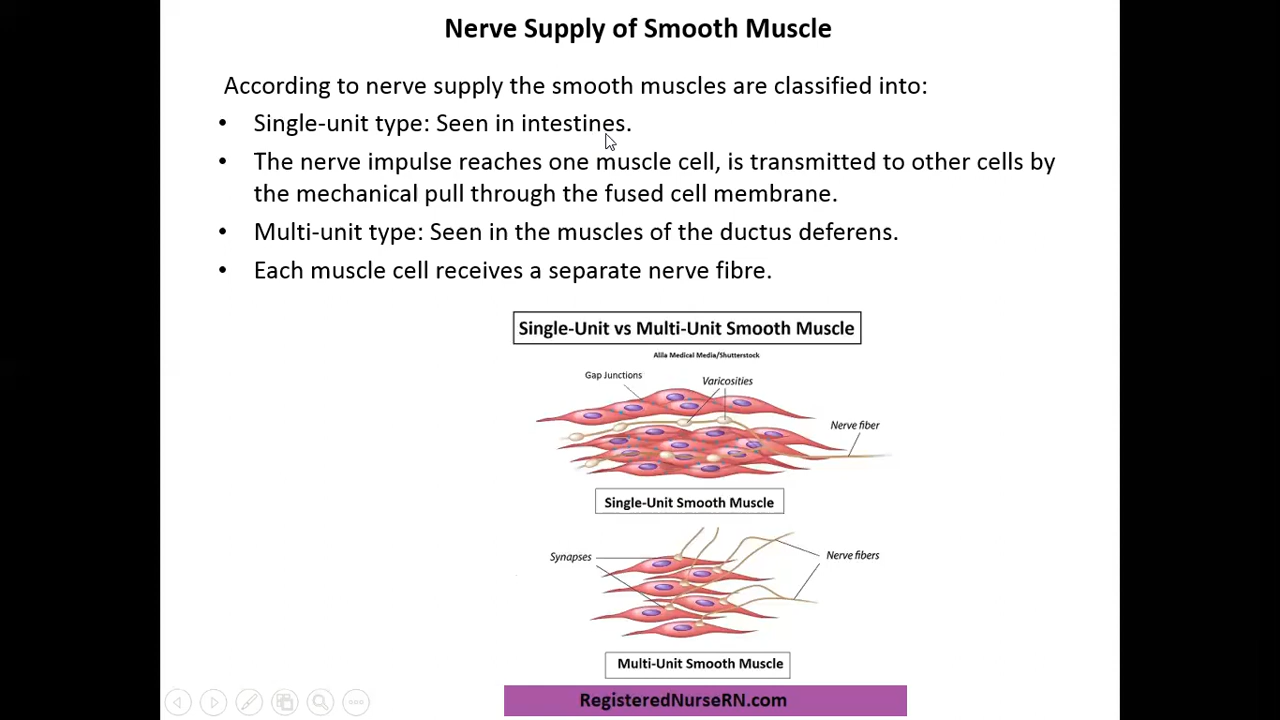 Nerve Supply of Smooth Muscle
According to nerve supply the smooth muscles are classified into:
• Single-unit type: Seen in intestines.
• The nerve impulse reaches one muscle cell, is transmitted to other cells by
the mechanical pull through the fused cell membrane.
• Multi-unit type: Seen in the muscles of the ductus deferens.
• Each muscle cell receives a separate nerve fibre.
Single-Unit vs Multi-Unit Smooth Muscle
Alila Medical Media/Shutterstock
Gap Junctions
Varicosities
Nerve fiber
Single-Unit Smooth Muscle
Synapses
Nerve fibers
Multi-Unit Smooth Muscle
RegisteredNurseRN.com